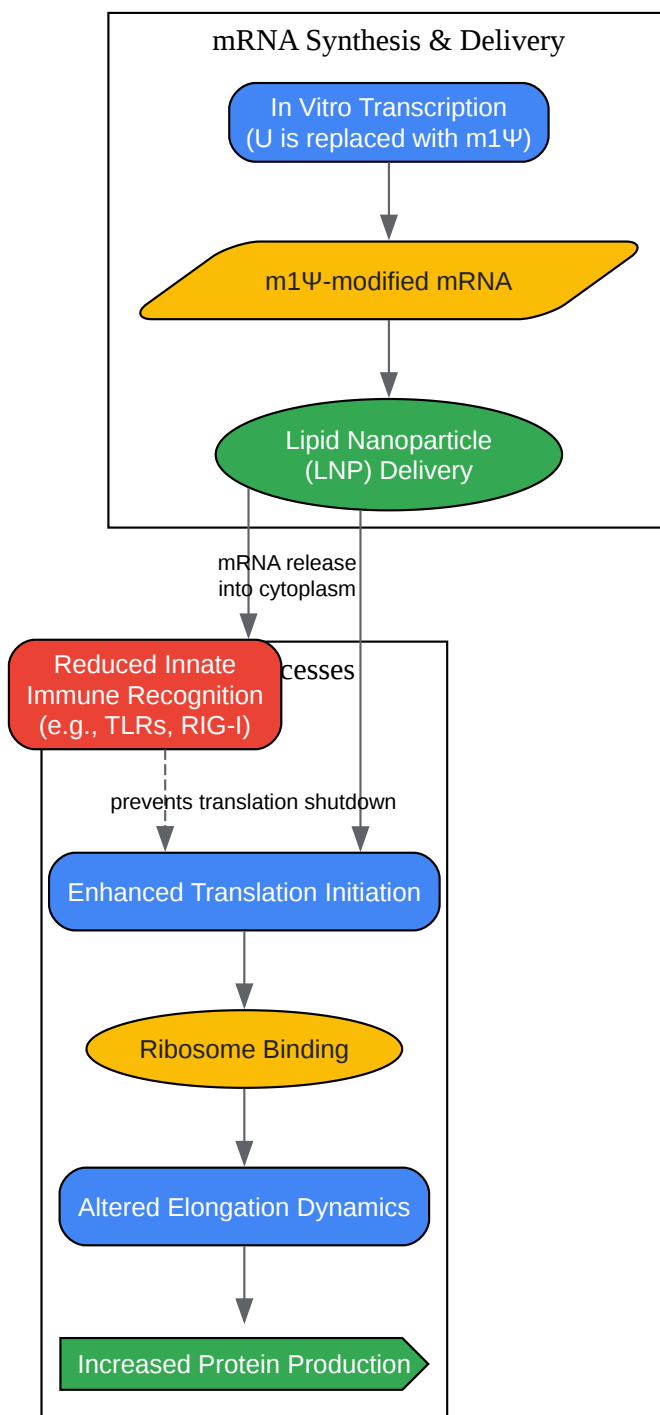 mRNA Synthesis & Delivery
In Vitro Transcription
(U is replaced with m1Ψ)
m1Ψ-modified mRNA
Lipid Nanoparticle
(LNP) Delivery
mRNA release
into cytoplasm
Reduced Innate
Immune Recognition
(e.g., TLRs, RIG-I)
prevents translation shutdown
Enhanced Translation Initiation
Ribosome Binding
Altered Elongation Dynamics
Increased Protein Production